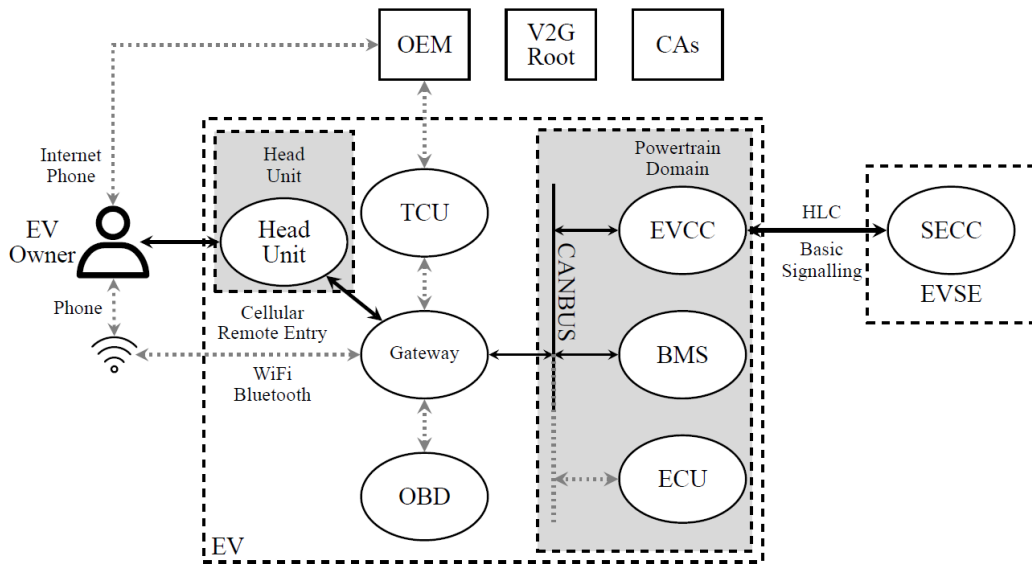 OEM
V2G
Root
CAs
Internet
Phone
EV
Owner
Phone
Head
Unit
Head
Unit
TCU
Cellular
Remote Entry
WiFi
Bluetooth
Gateway
OBD
EV
Powertrain
Domain
CANBUS
EVCC
BMS
ECU
HLC
Basic
Signalling
SECC
EVSE